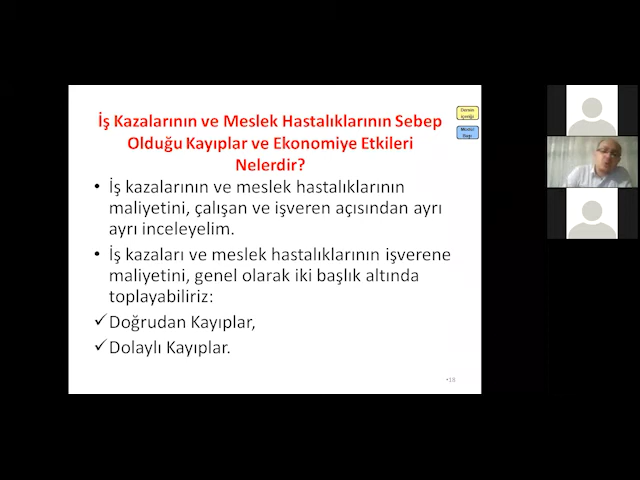 İş Kazalarının ve Meslek Hastalıklarının Sebep
Olduğu Kayıplar ve Ekonomiye Etkileri
Nelerdir?
• İş kazalarının ve meslek hastalıklarının
maliyetini, çalışan ve işveren açısından ayrı
ayrı inceleyelim.
• İş kazaları ve meslek hastalıklarının işverene
maliyetini, genel olarak iki başlık altında
toplayabiliriz:
✓Doğrudan Kayıplar,
✓Dolaylı Kayıplar.
•18